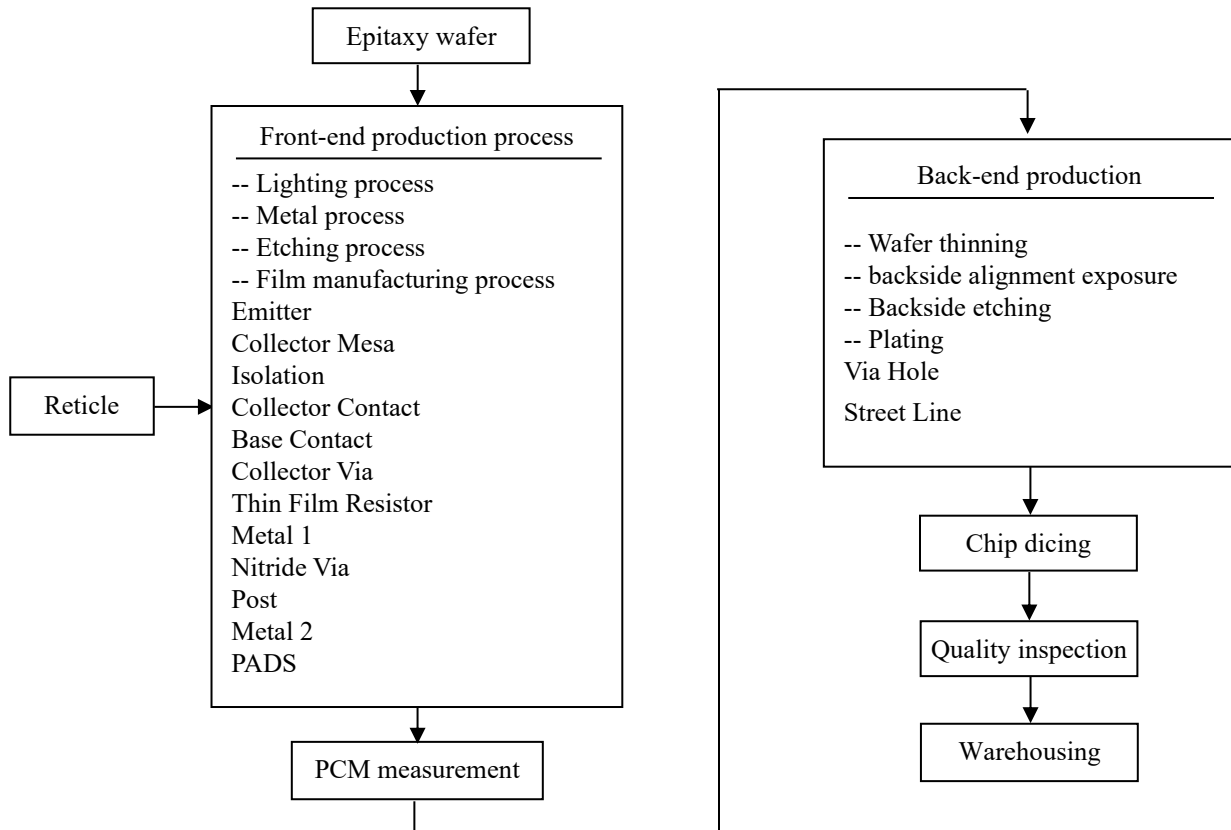 Epitaxy wafer
Front-end production process
-- Lighting process
-- Metal process
-- Etching process
-- Film manufacturing process
Emitter
Collector Mesa
Isolation
Collector Contact
Base Contact
Collector Via
Thin Film Resistor
Metal 1
Nitride Via
Post
Metal 2
PADS
Reticle
PCM measurement
Back-end production
-- Wafer thinning
-- backside alignment exposure
-- Backside etching
-- Plating
Via Hole
Street Line
Chip dicing
Quality inspection
Warehousing